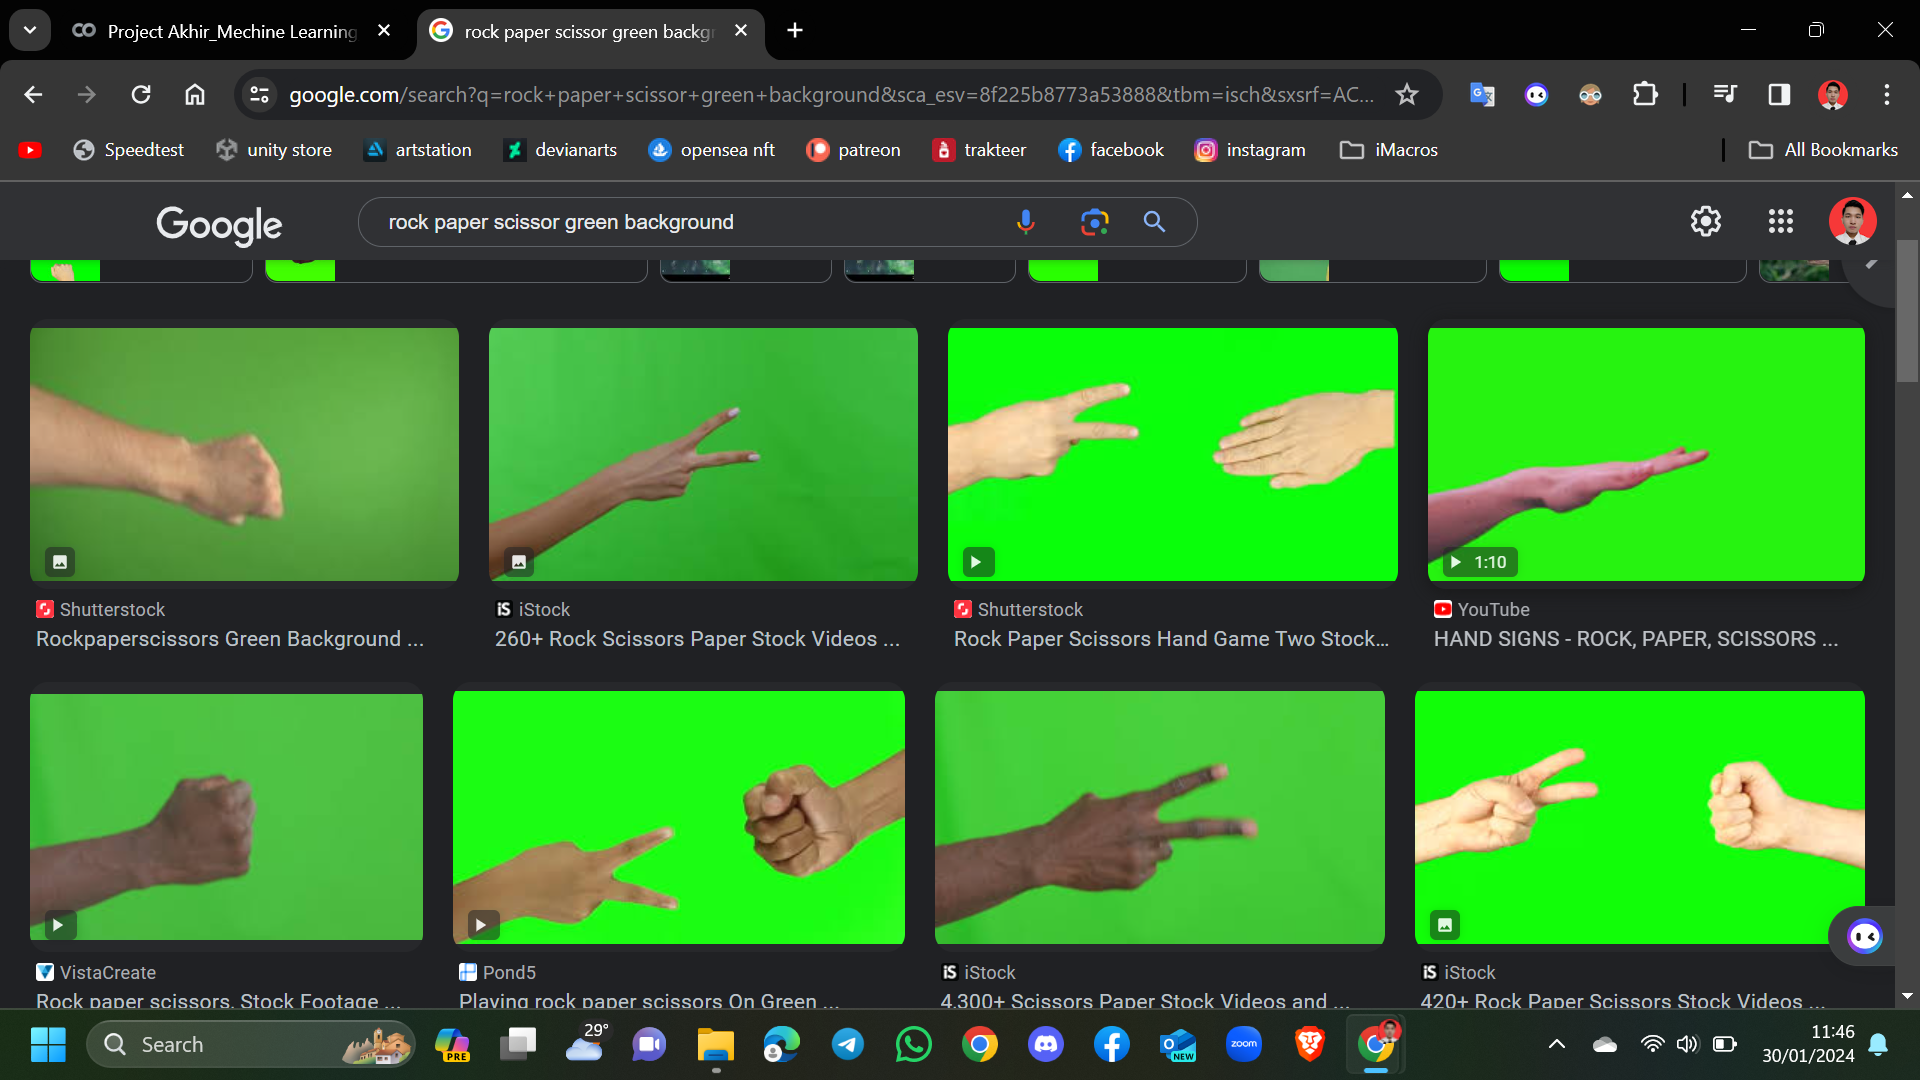 Project Akhir_Mechine Learning
rock paper scissor green backgr
google.com/search?q=rock+paper+scissor+green+background&sca_esv=8f225b8773a53888&tbm=isch&sxsrf=AC...
Speedtest
unity store
artstation
devianarts
opensea nft
patreon
trakteer
facebook
instagram
iMacros
All Bookmarks
Google
rock paper scissor green background
1:10
Shutterstock
Rockpaperscissors Green Background ...
iS iStock
260+ Rock Scissors Paper Stock Videos ...
Shutterstock
Rock Paper Scissors Hand Game Two Stock...
YouTube
HAND SIGNS - ROCK, PAPER, SCISSORS ...
VistaCreate
Rock paper scissors. Stock Footage ...
Pond5
Playing rock paper scissors On Green ...
iS iStock
4,300+ Scissors Paper Stock Videos and ...
iS iStock
420+ Rock Paper Scissors Stock Videos ...
Search
PRE
29°
NEW
zoom
11:46
30/01/2024